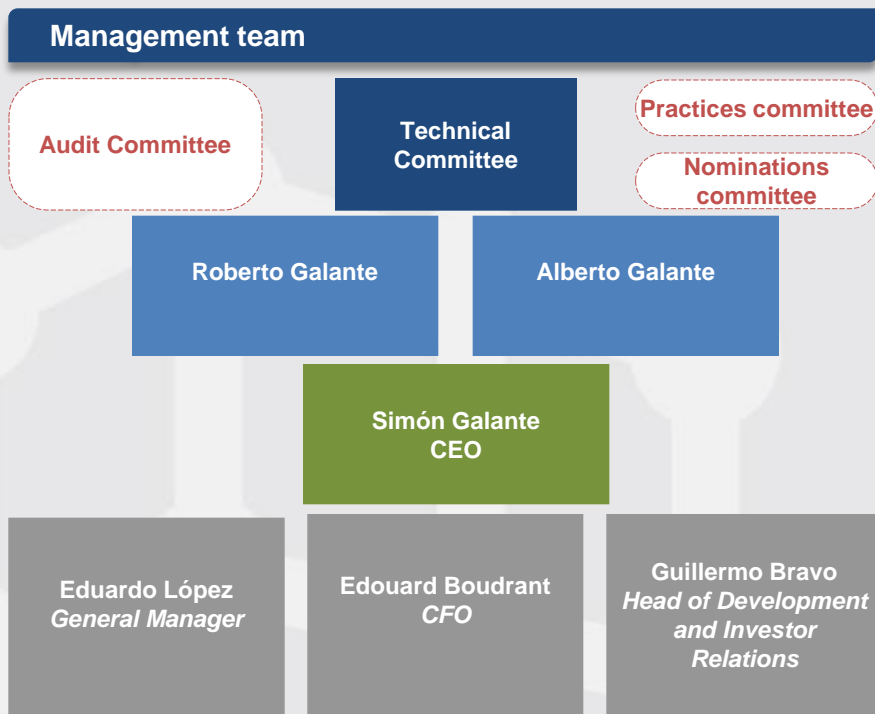 Management team
Audit Committee
Technical
Committee
Practices committee
Nominations
committee
Roberto Galante
Alberto Galante
Simón Galante
CEO
Eduardo López
General Manager
Edouard Boudrant
CFO
Guillermo Bravo
Head of Development
and Investor
Relations